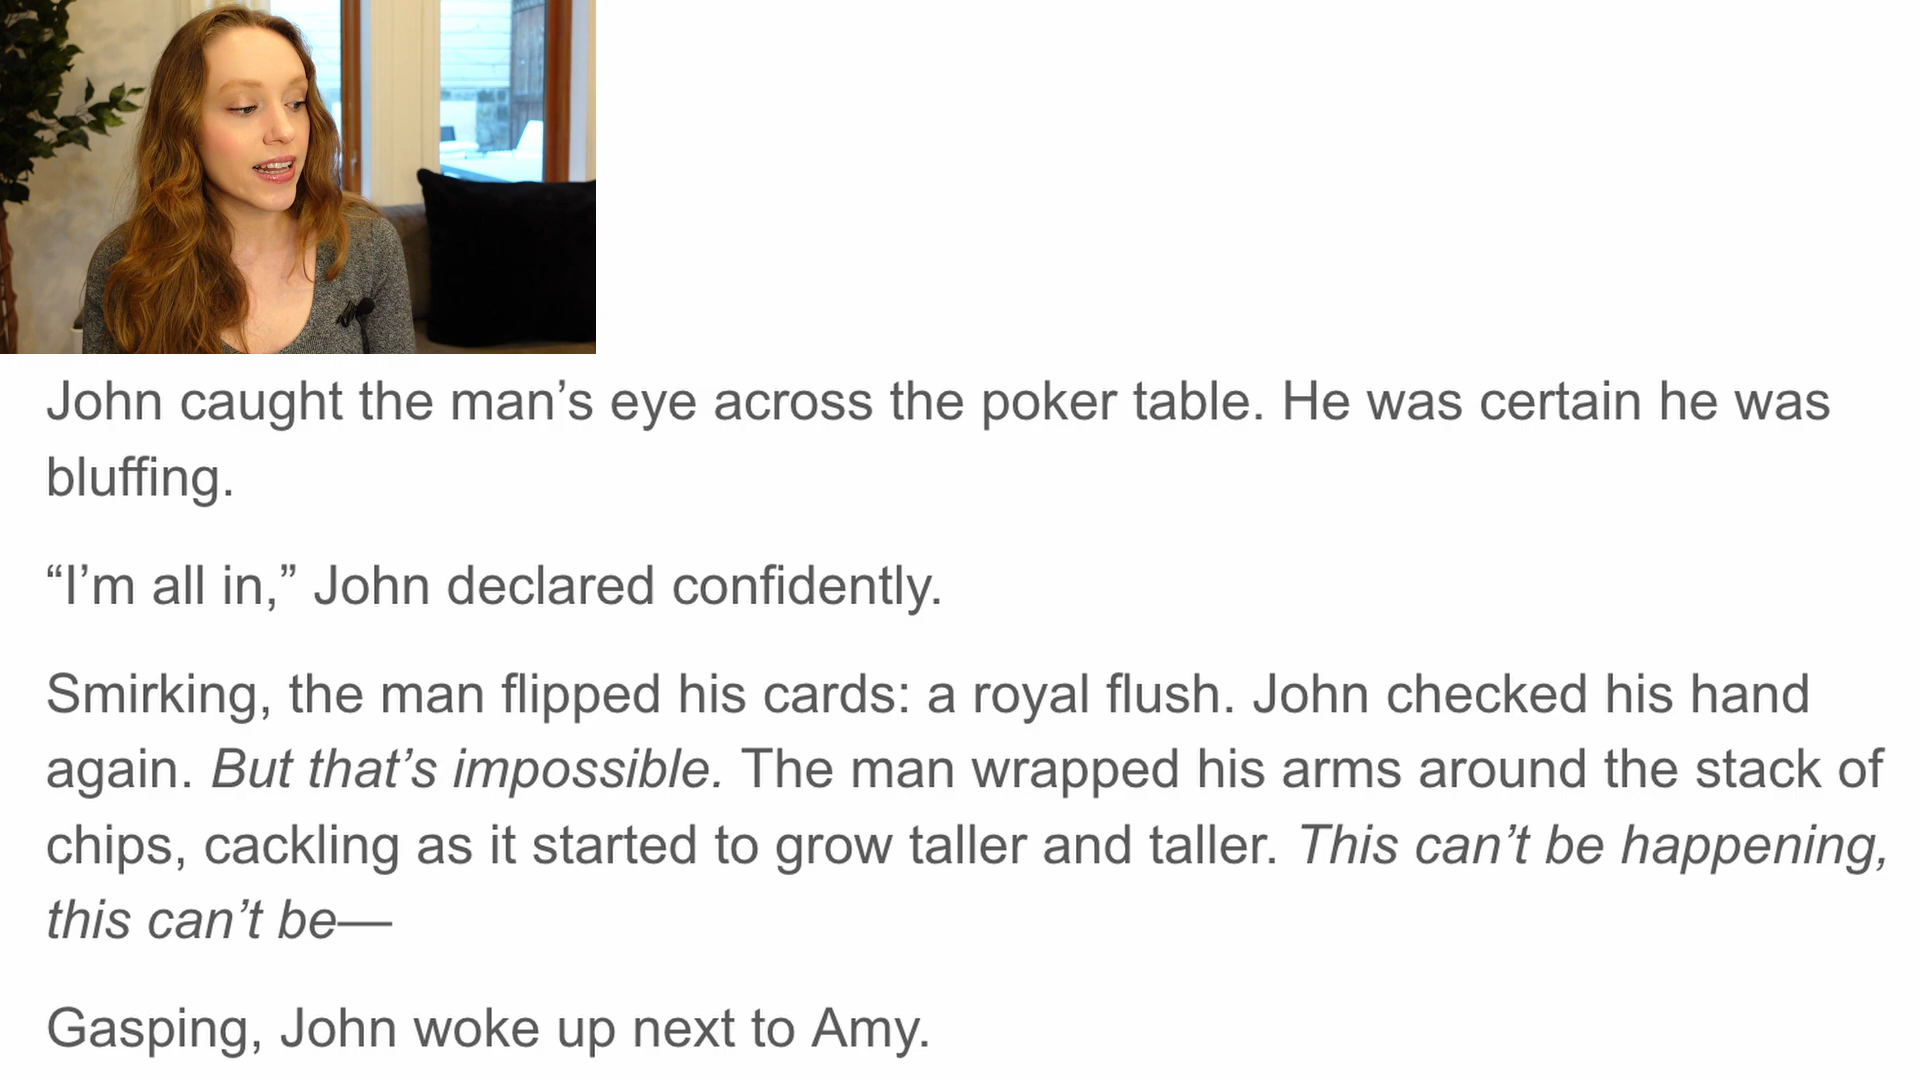 John caught the man’s eye across the poker table. He was certain he was
bluffing.
“I’m all in,” John declared confidently.
Smirking, the man flipped his cards: a royal flush. John checked his hand
again. But that’s impossible. The man wrapped his arms around the stack of
chips, cackling as it started to grow taller and taller. This can’t be happening,
this can’t be—
Gasping, John woke up next to Amy.